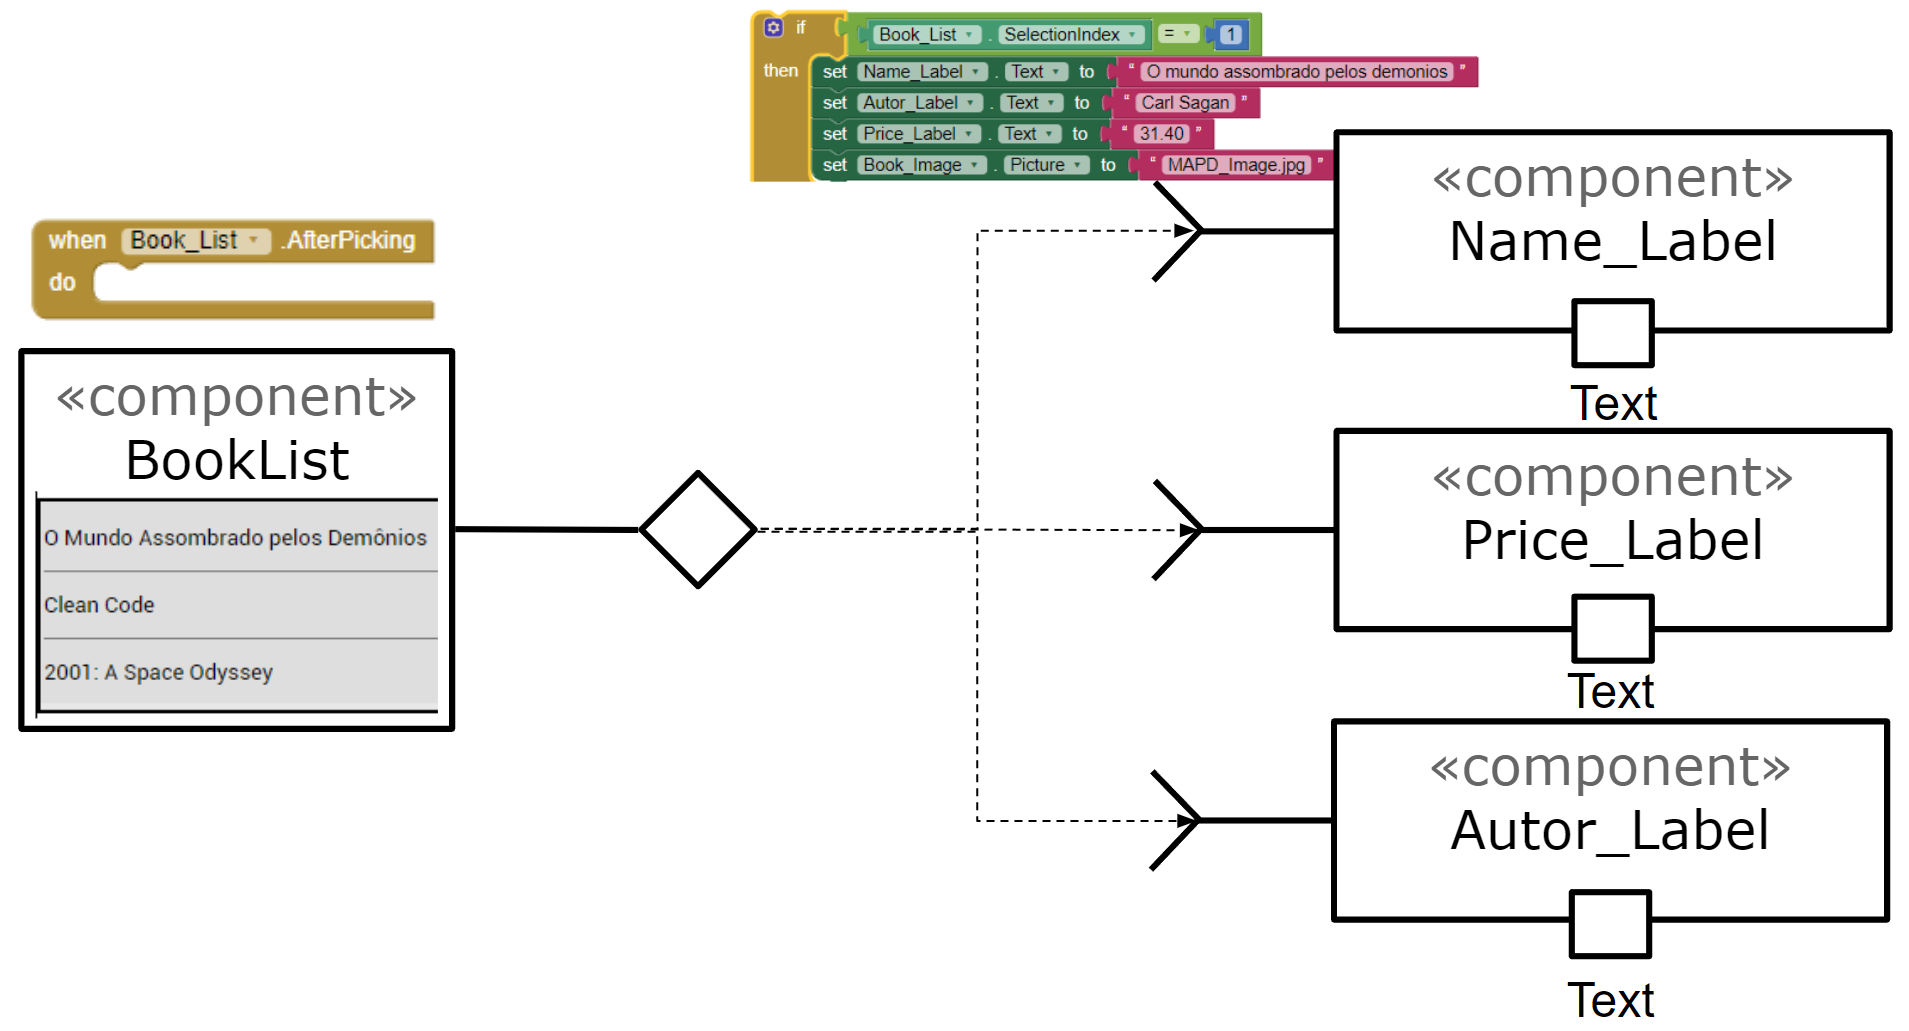 if Book_List . SelectionIndex = 1
then set Name_Label . Text to “ O mundo assombrado pelos demonios ”
set Autor_Label . Text to “ Carl Sagan ”
set Price_Label . Text to “ 31.40 ”
set Book_Image . Picture to “ MAPD_Image.jpg ”
when Book_List .AfterPicking
do
«component»
BookList
O Mundo Assombrado pelos Demônios
Clean Code
2001: A Space Odyssey
«component»
Name_Label
Text
«component»
Price_Label
Text
«component»
Autor_Label
Text